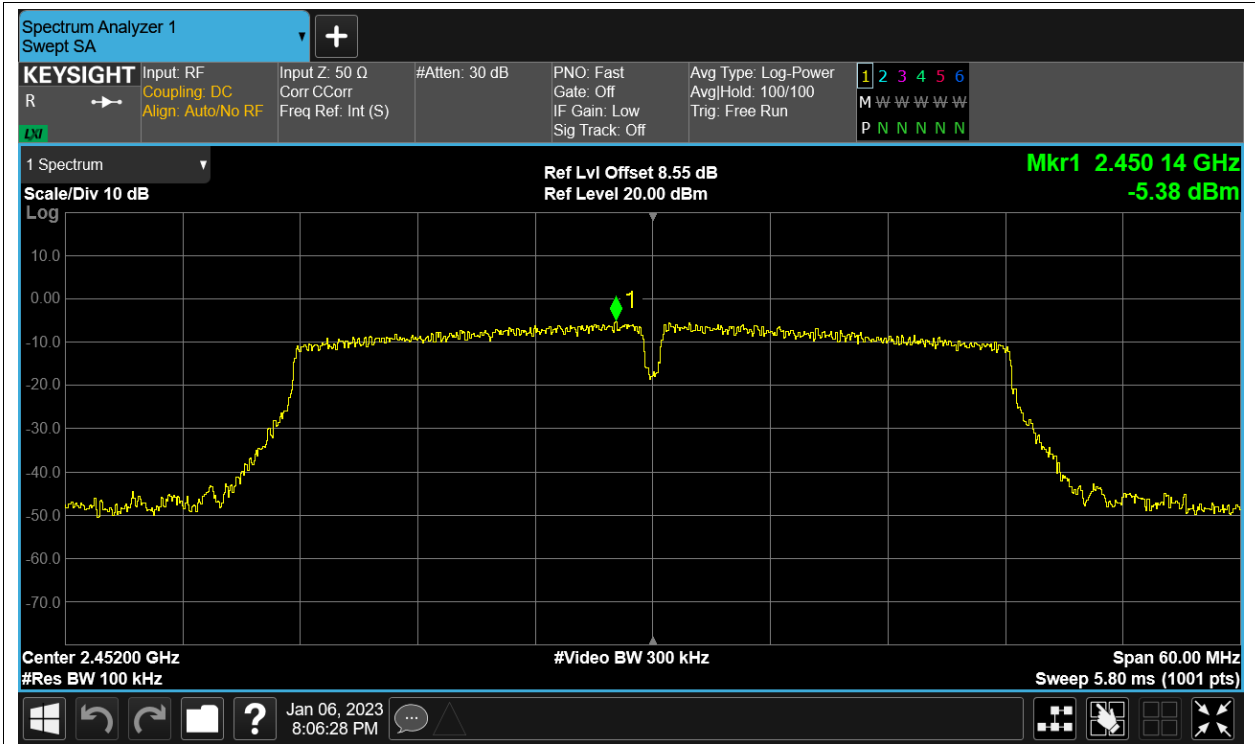 Spectrum Analyzer 1
Swept SA
KEYSIGHT
R
LXI
Input: RF
Coupling: DC
Align: Auto/No RF
Input Z: 50 Ω
Corr CCorr
Freq Ref: Int (S)
#Atten: 30 dB
PNO: Fast
Gate: Off
IF Gain: Low
Sig Track: Off
Avg Type: Log-Power
Avg|Hold: 100/100
Trig: Free Run
1 2 3 4 5 6
M W W W W W
P N N N N N
1 Spectrum
Scale/Div 10 dB
Log
Ref Lvl Offset 8.55 dB
Ref Level 20.00 dBm
Mkr1 2.450 14 GHz
-5.38 dBm
10.0
0.00
1
-10.0
-20.0
-30.0
-40.0
-50.0
-60.0
-70.0
Center 2.45200 GHz
#Video BW 300 kHz
Span 60.00 MHz
#Res BW 100 kHz
Sweep 5.80 ms (1001 pts)
?
Jan 06, 2023
8:06:28 PM